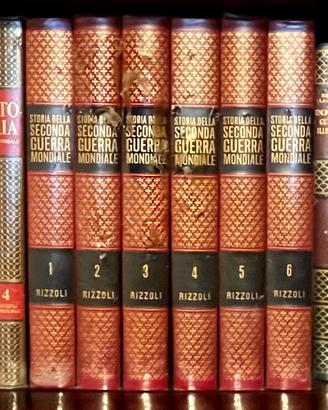 STORIA DELLA
SECONDA
GUERRA
MONDIALE
1
RIZZOLI
STORIA DELLA
SECONDA
GUERRA
MONDIALE
2
RIZZOLI
STORIA DELLA
SECONDA
GUERRA
MONDIALE
3
RIZZOLI
STORIA DELLA
SECONDA
GUERRA
MONDIALE
4
RIZZOLI
STORIA DELLA
SECONDA
GUERRA
MONDIALE
5
RIZZOLI
STORIA DELLA
SECONDA
GUERRA
MONDIALE
6
RIZZOLI
4